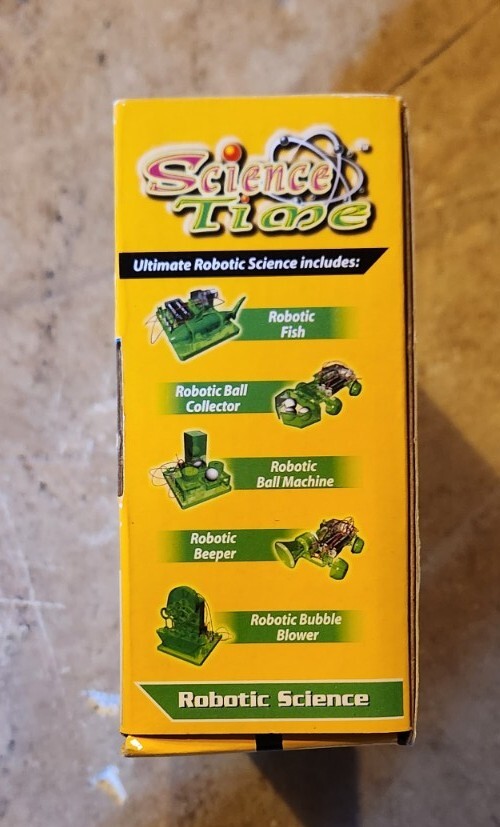 Science
Time
Ultimate Robotic Science includes:
Robotic
Fish
Robotic Ball
Collector
Robotic
Ball Machine
Robotic
Beeper
Robotic Bubble
Blower
Robotic Science